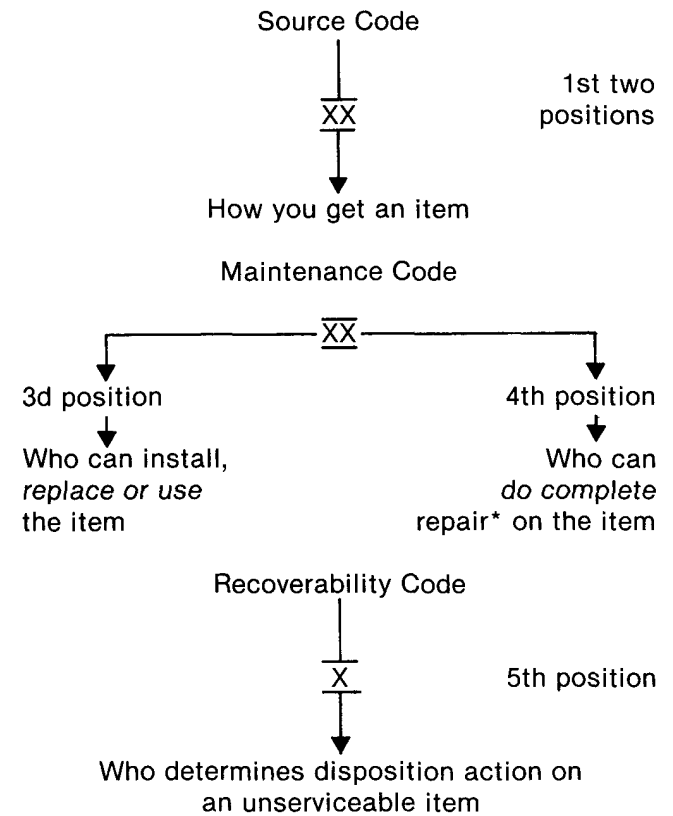 Source Code
1st two
positions
XX
How you get an item
Maintenance Code
XX
3d position
4th position
Who can install,
replace or use
the item
Who can
do complete
repair* on the item
Recoverability Code
X
5th position
Who determines disposition action on
an unserviceable item